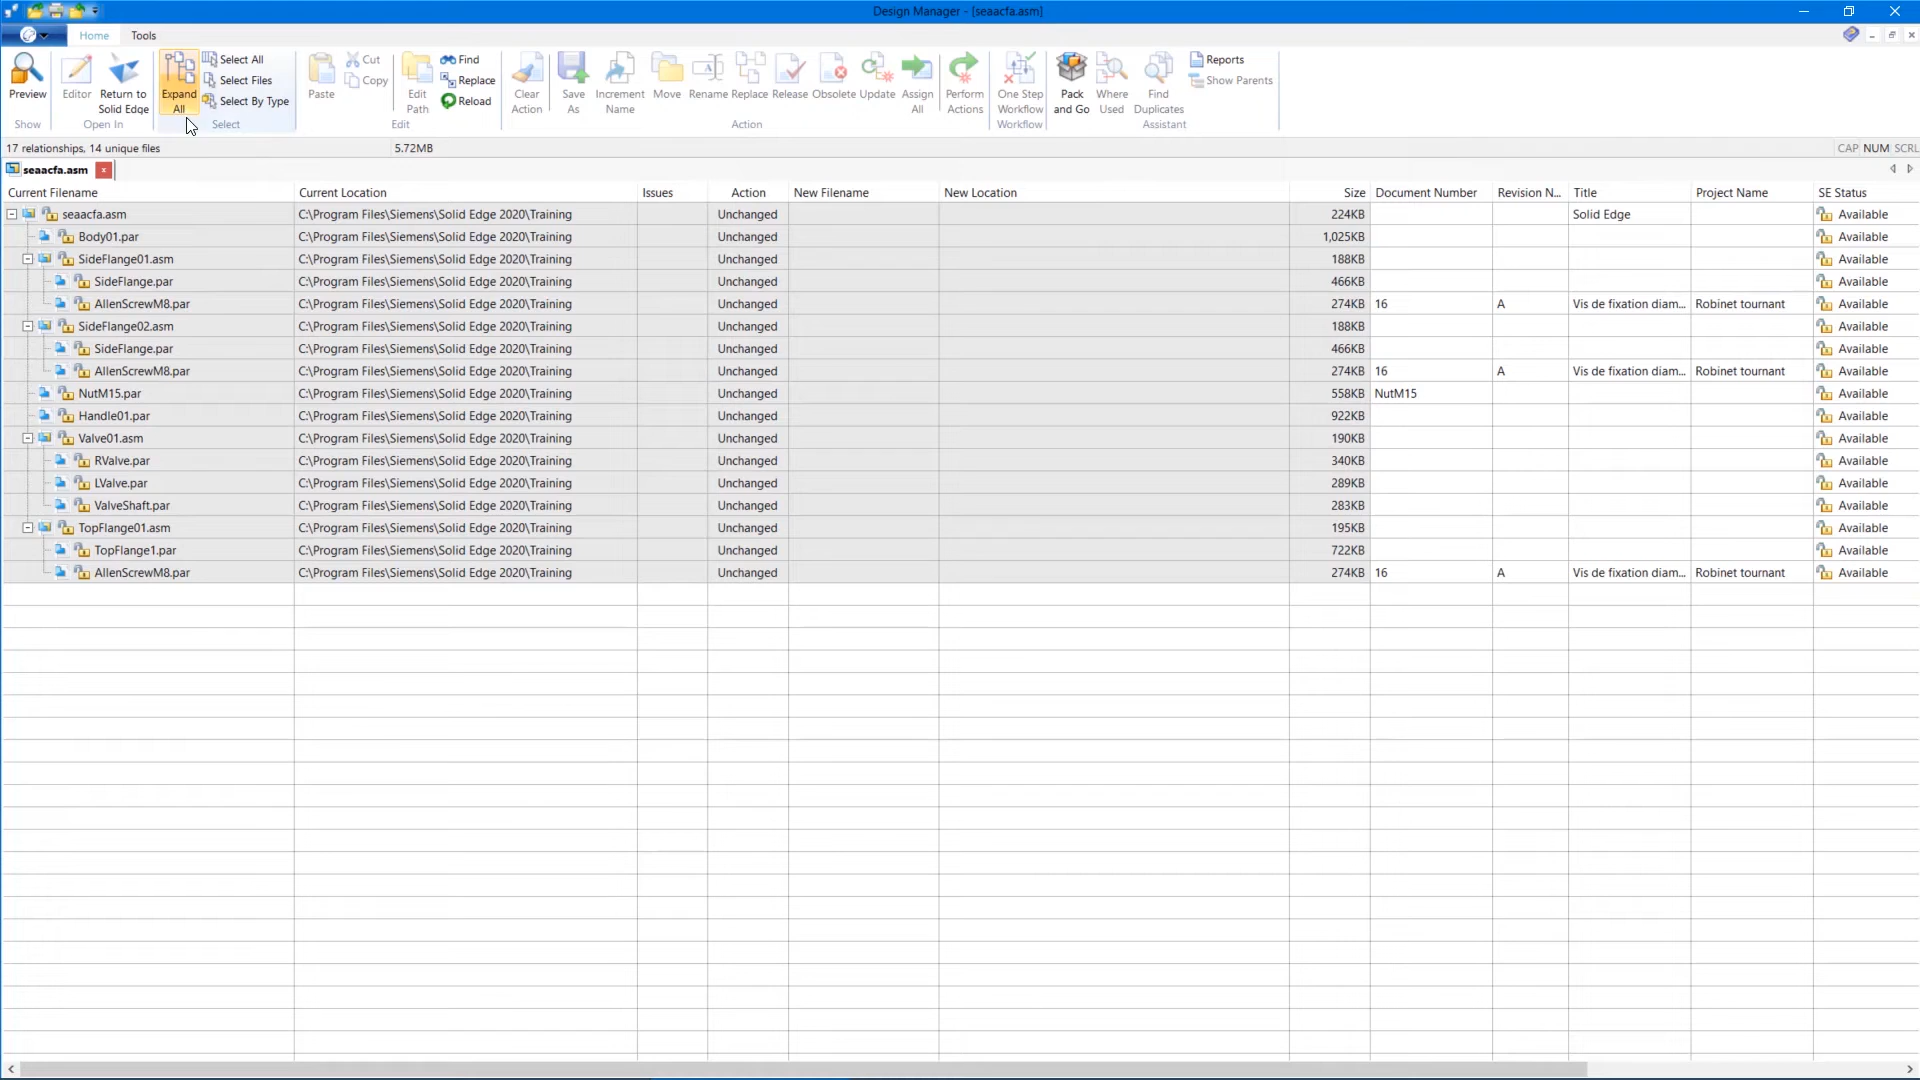 Design Manager - [seaacfa.asm]
Home Tools
Preview Editor Return to Solid Edge Expand All Select All Select Files Select By Type Paste Cut Copy Edit Path Find Replace Reload Clear Action Save As Increment Name Move Rename Replace Release Obsolete Update Assign All Perform Actions One Step Workflow Pack and Go Where Used Find Duplicates Reports Show Parents
Show Open In Select Edit Action Workflow Assistant
17 relationships, 14 unique files 5.72MB CAP NUM SCRL
seaacfa.asm x
Current Filename Current Location Issues Action New Filename New Location Size Document Number Revision N... Title Project Name SE Status
seaacfa.asm C:\Program Files\Siemens\Solid Edge 2020\Training Unchanged 224KB Solid Edge Available
Body01.par C:\Program Files\Siemens\Solid Edge 2020\Training Unchanged 1,025KB Available
SideFlange01.asm C:\Program Files\Siemens\Solid Edge 2020\Training Unchanged 188KB Available
SideFlange.par C:\Program Files\Siemens\Solid Edge 2020\Training Unchanged 466KB Available
AllenScrewM8.par C:\Program Files\Siemens\Solid Edge 2020\Training Unchanged 274KB 16 A Vis de fixation diam... Robinet tournant Available
SideFlange02.asm C:\Program Files\Siemens\Solid Edge 2020\Training Unchanged 188KB Available
SideFlange.par C:\Program Files\Siemens\Solid Edge 2020\Training Unchanged 466KB Available
AllenScrewM8.par C:\Program Files\Siemens\Solid Edge 2020\Training Unchanged 274KB 16 A Vis de fixation diam... Robinet tournant Available
NutM15.par C:\Program Files\Siemens\Solid Edge 2020\Training Unchanged 558KB NutM15 Available
Handle01.par C:\Program Files\Siemens\Solid Edge 2020\Training Unchanged 922KB Available
Valve01.asm C:\Program Files\Siemens\Solid Edge 2020\Training Unchanged 190KB Available
RValve.par C:\Program Files\Siemens\Solid Edge 2020\Training Unchanged 340KB Available
LValve.par C:\Program Files\Siemens\Solid Edge 2020\Training Unchanged 289KB Available
ValveShaft.par C:\Program Files\Siemens\Solid Edge 2020\Training Unchanged 283KB Available
TopFlange01.asm C:\Program Files\Siemens\Solid Edge 2020\Training Unchanged 195KB Available
TopFlange1.par C:\Program Files\Siemens\Solid Edge 2020\Training Unchanged 722KB Available
AllenScrewM8.par C:\Program Files\Siemens\Solid Edge 2020\Training Unchanged 274KB 16 A Vis de fixation diam... Robinet tournant Available